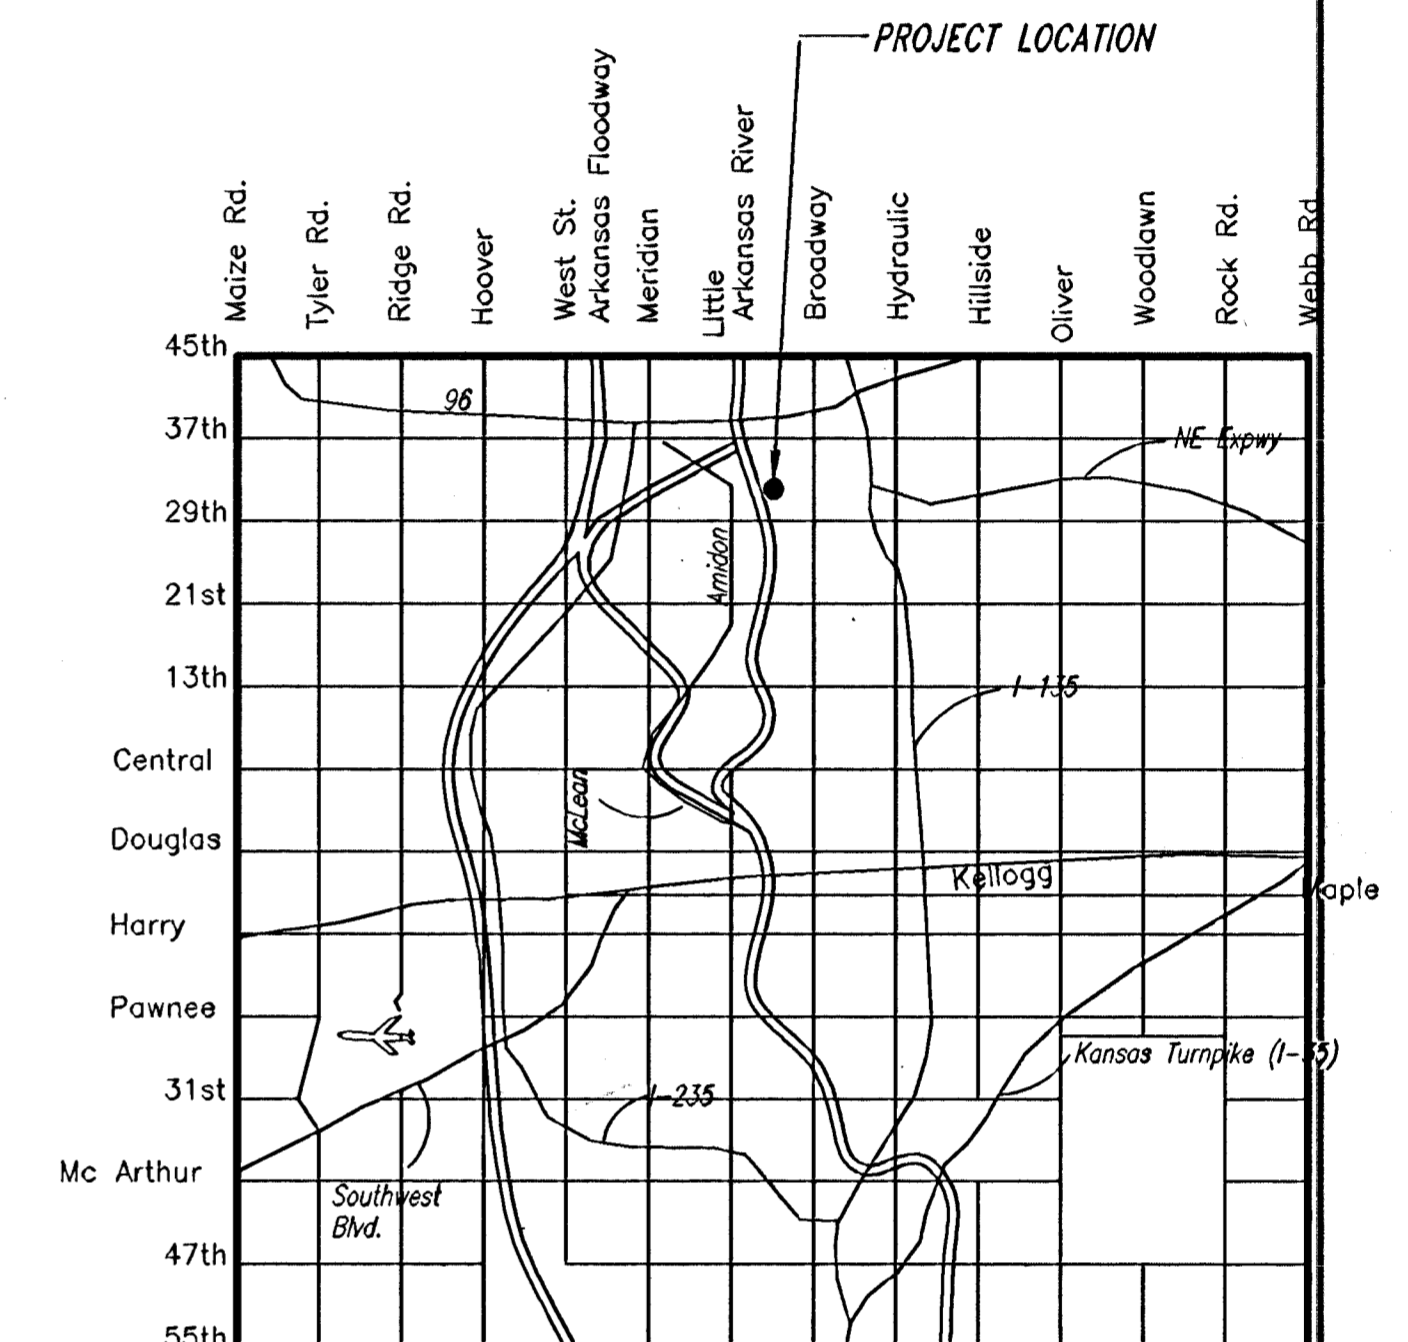 PROJECT LOCATION
Maize Rd.
Tyler Rd.
Ridge Rd.
Hoover
West St.
Arkansas Floodway
Meridian
Little
Arkansas River
Broadway
Hydraulic
Hillside
Oliver
Woodlawn
Rock Rd.
Webb Rd.
45th
96
37th
NE Expwy
29th
Amidon
21st
13th
I-135
Central
McLean
Douglas
Kellogg
Maple
Harry
Pawnee
Kansas Turnpike (I-35)
31st
I-235
Mc Arthur
Southwest
Blvd.
47th
55th